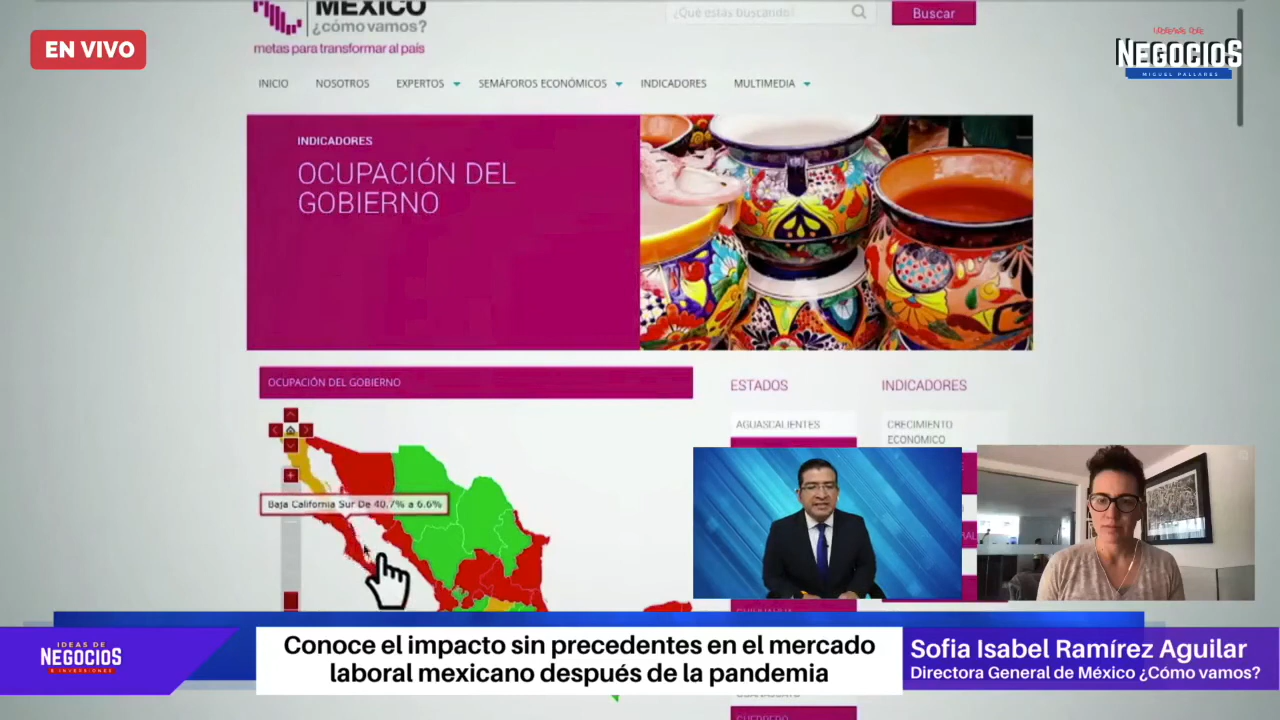 MÉXICO
¿cómo vamos?
metas para transformar al país
¿Qué estás buscando?
Buscar
EN VIVO
NEGOCIOS
MIGUEL PALLARES
INICIO
NOSOTROS
EXPERTOS
SEMÁFOROS ECONÓMICOS
INDICADORES
MULTIMEDIA
INDICADORES
OCUPACIÓN DEL
GOBIERNO
OCUPACIÓN DEL GOBIERNO
ESTADOS
INDICADORES
AGUASCALIENTES
CRECIMIENTO
ECONÓMICO
Baja California Sur De 40.7% a 6.6%
IDEAS DE
NEGOCIOS
E INVERSIONES
Conoce el impacto sin precedentes en el mercado
laboral mexicano después de la pandemia
Sofia Isabel Ramírez Aguilar
Directora General de México ¿Cómo vamos?
GUERRERO